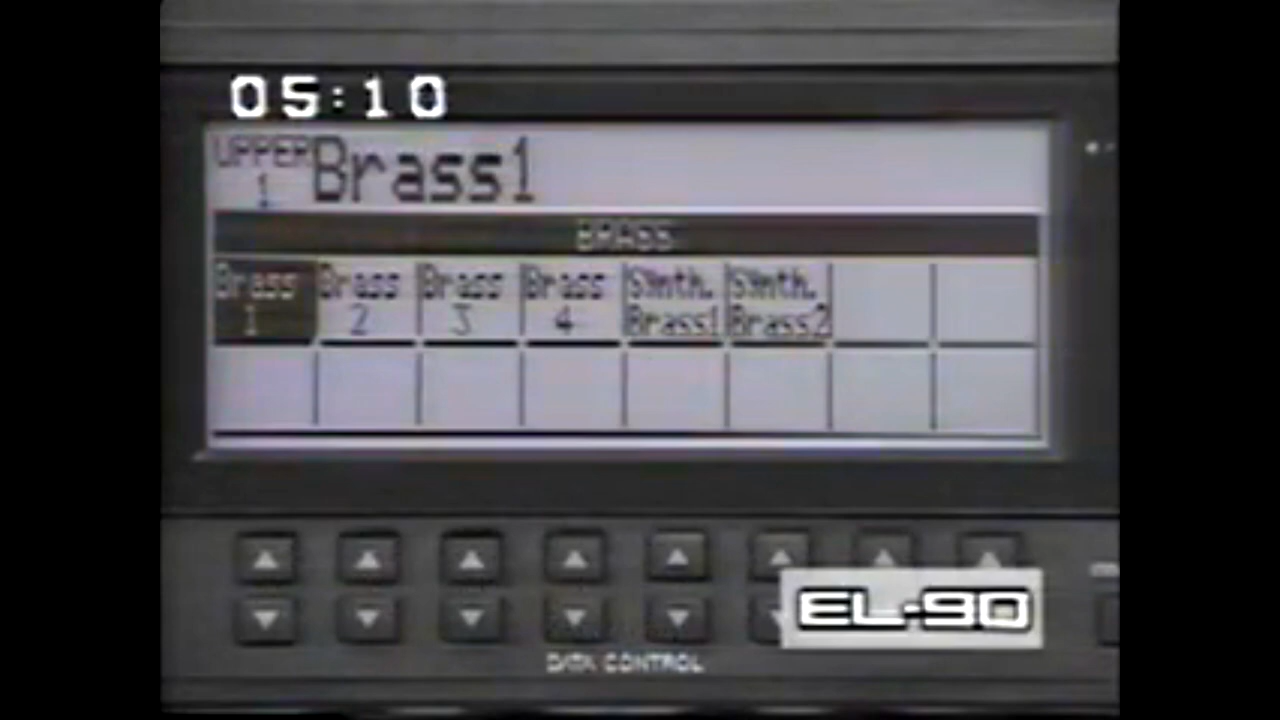 05:10
UPPER 1 Brass1
BRASS
Brass 1 Brass 2 Brass 3 Brass 4 Synth. Brass1 Synth. Brass2
EL-90
DATA CONTROL